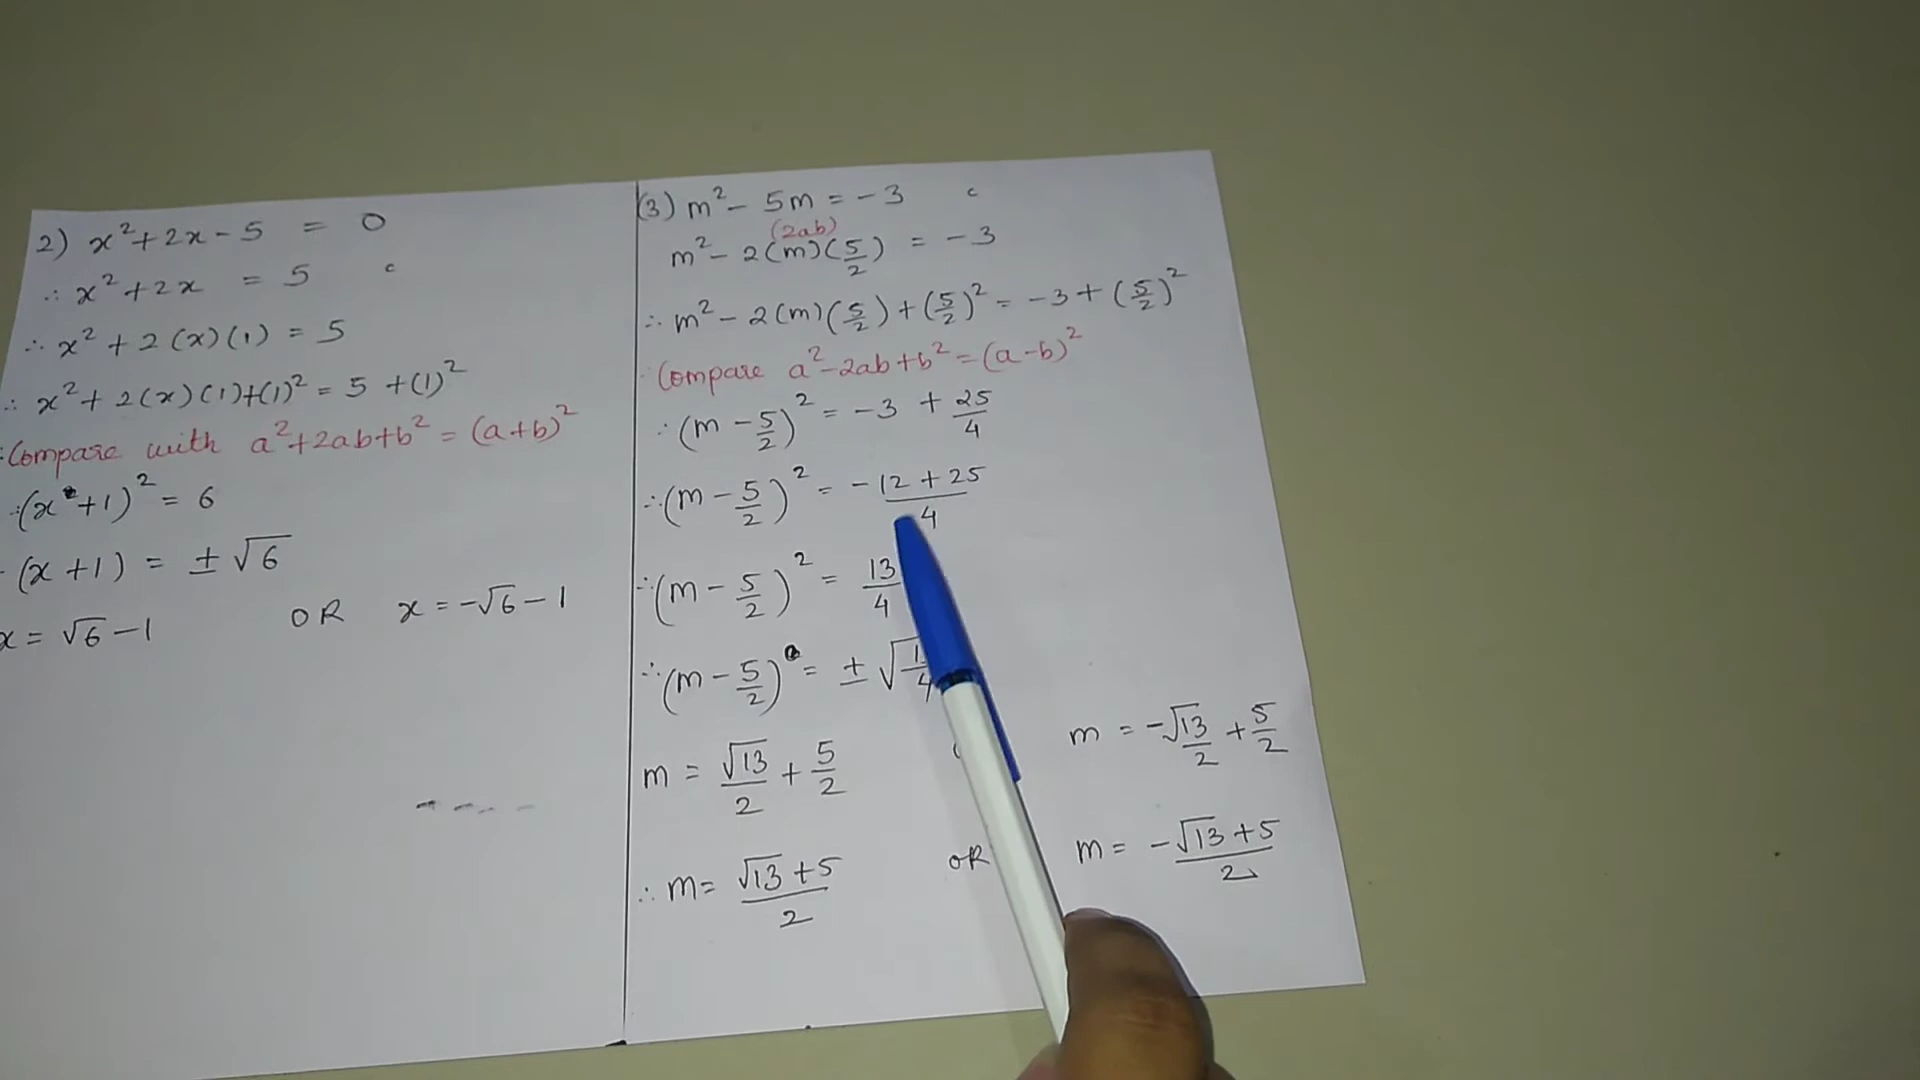 2) x²+2x-5 = 0
∴ x²+2x = 5
∴ x² + 2(x)(1) = 5
∴ x²+ 2(x)(1)+(1)² = 5 +(1)²
Compare with a²+2ab+b² = (a+b)²
∴(x+1)² = 6
(x+1) = ±√6
x = √6-1 OR x = -√6-1
(3) m²- 5m = -3
(2ab)
m²- 2(m)(5/2) = -3
∴ m²- 2(m)(5/2)+(5/2)² = -3+(5/2)²
Compare a²-2ab+b²=(a-b)²
∴(m-5/2)² = -3 + 25/4
∴(m-5/2)² = -12+25/4
∴(m-5/2)² = 13/4
∴(m-5/2) = ±√
m = √13/2 + 5/2 m = -√13/2 + 5/2
∴ m = √13+5/2 OR m = -√13+5/2